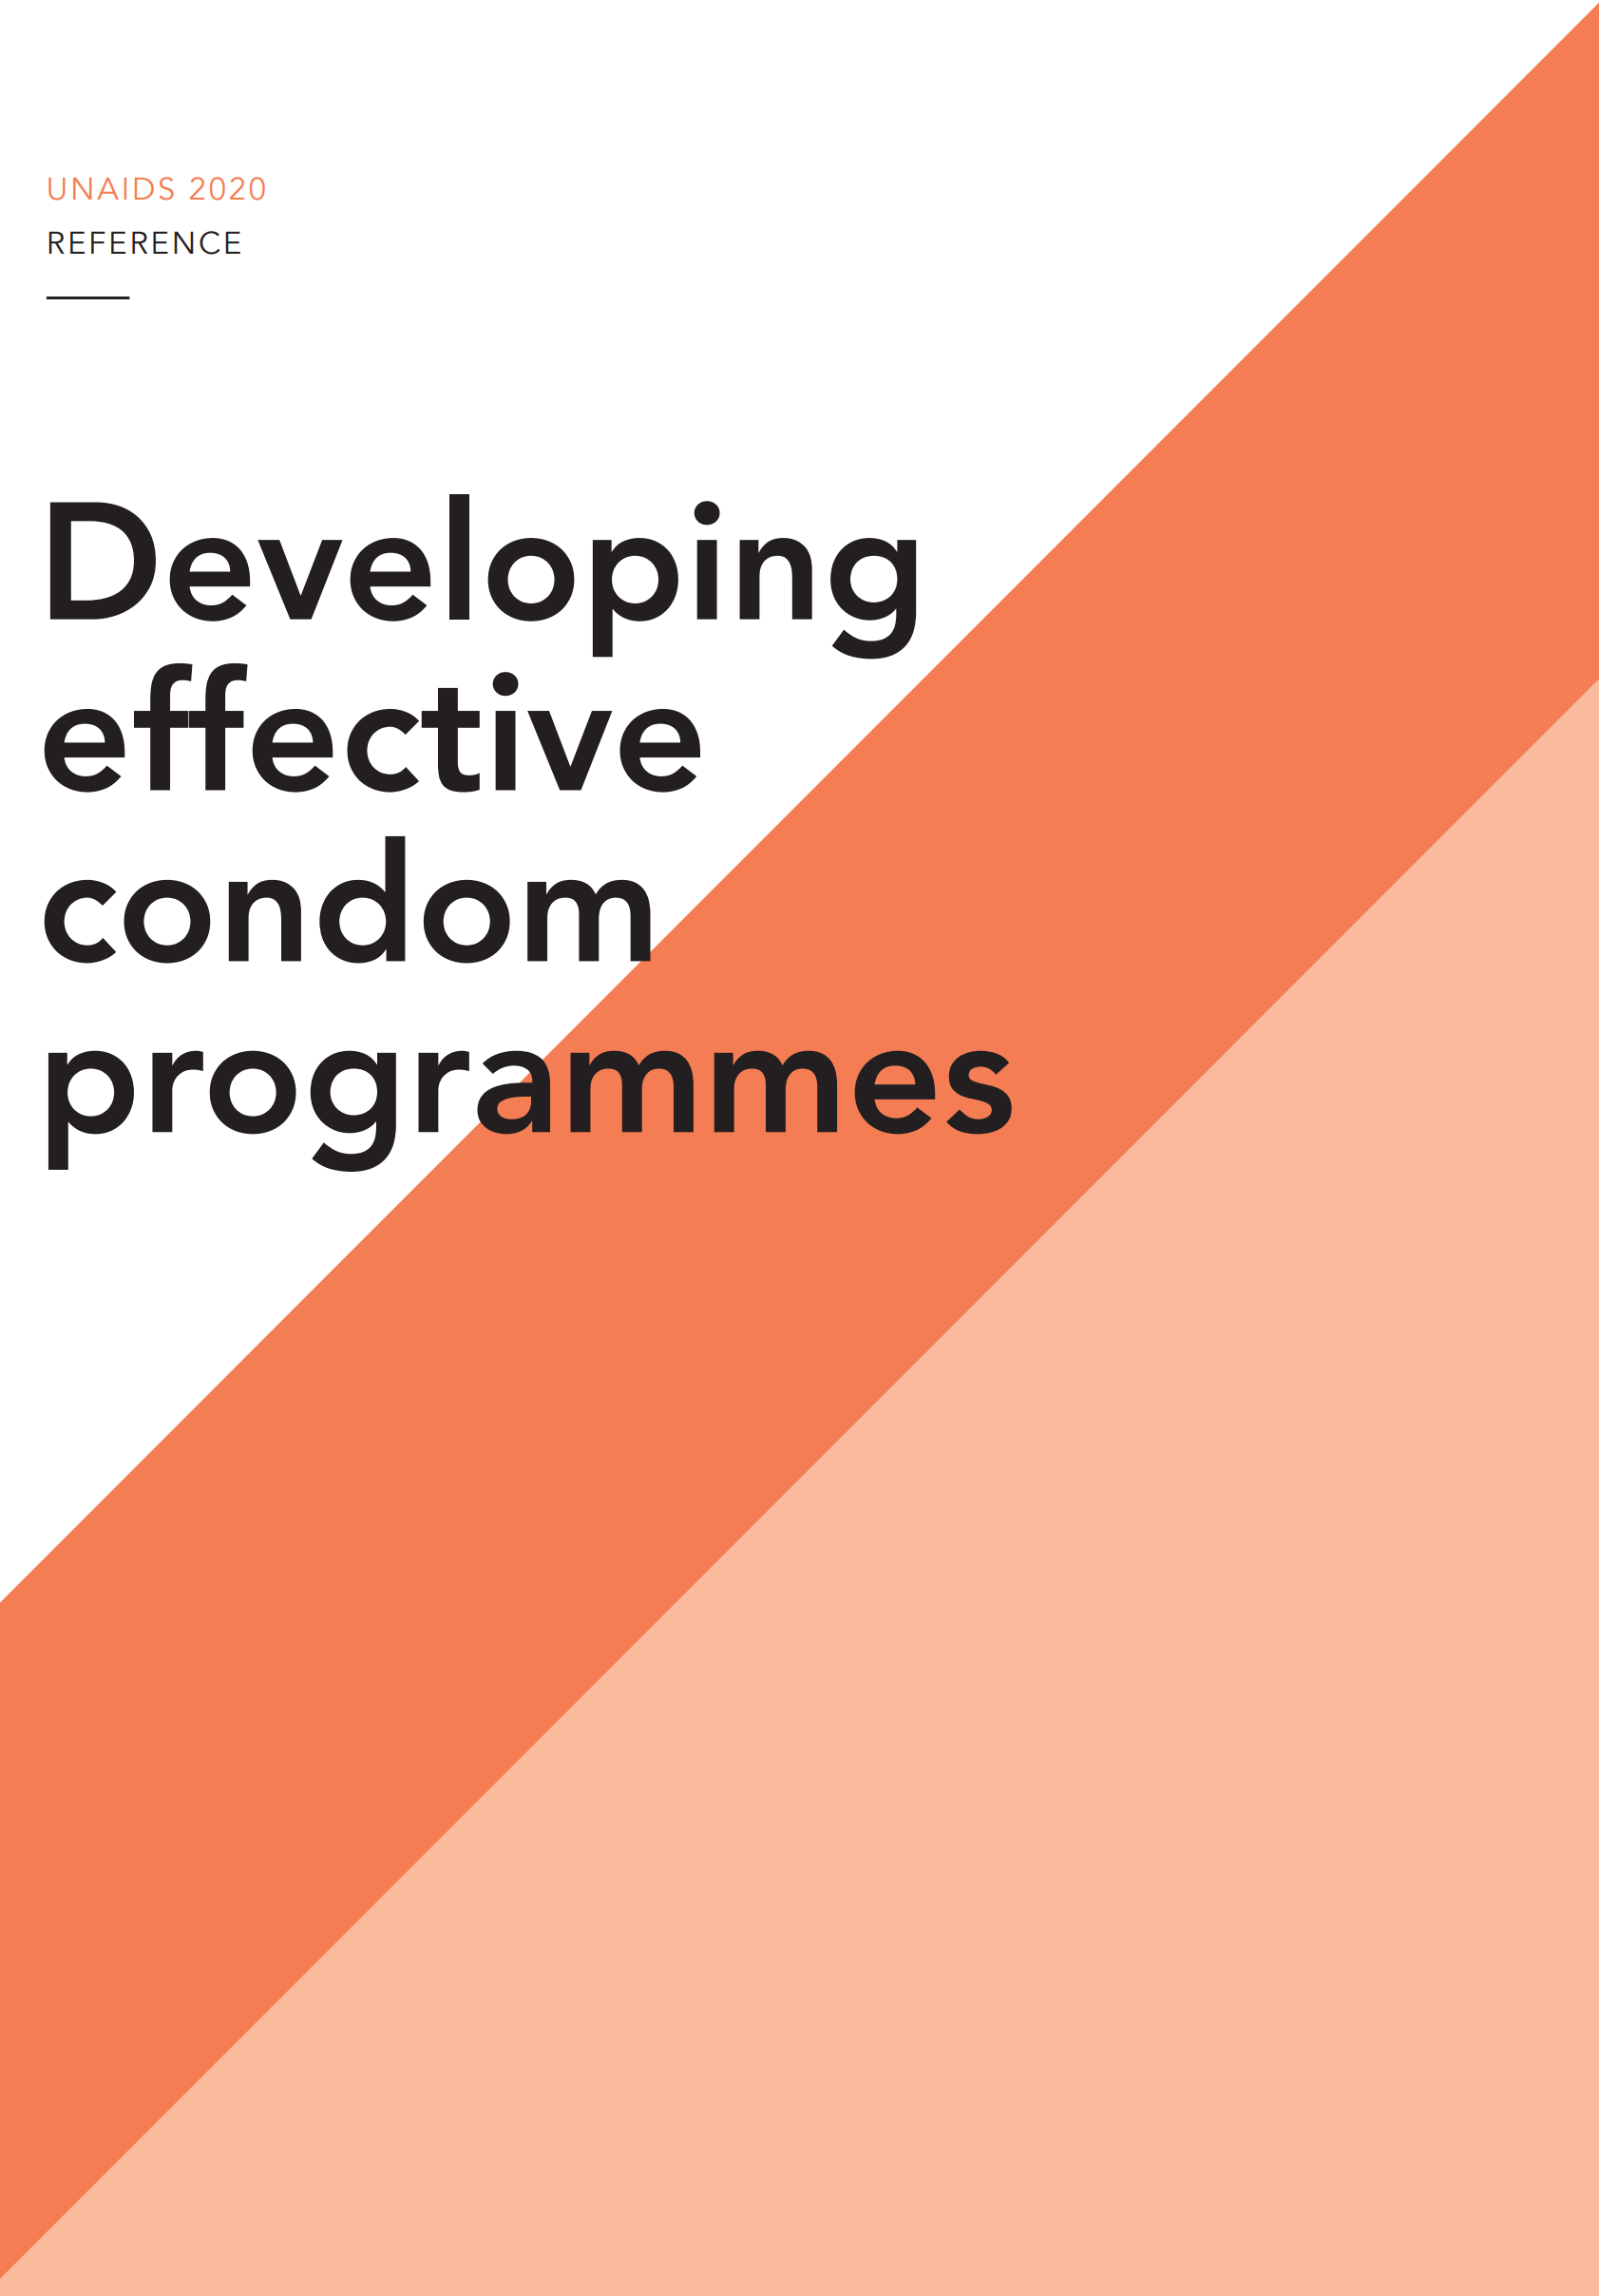 UNAIDS 2020
REFERENCE
Developing
effective
condom
programmes